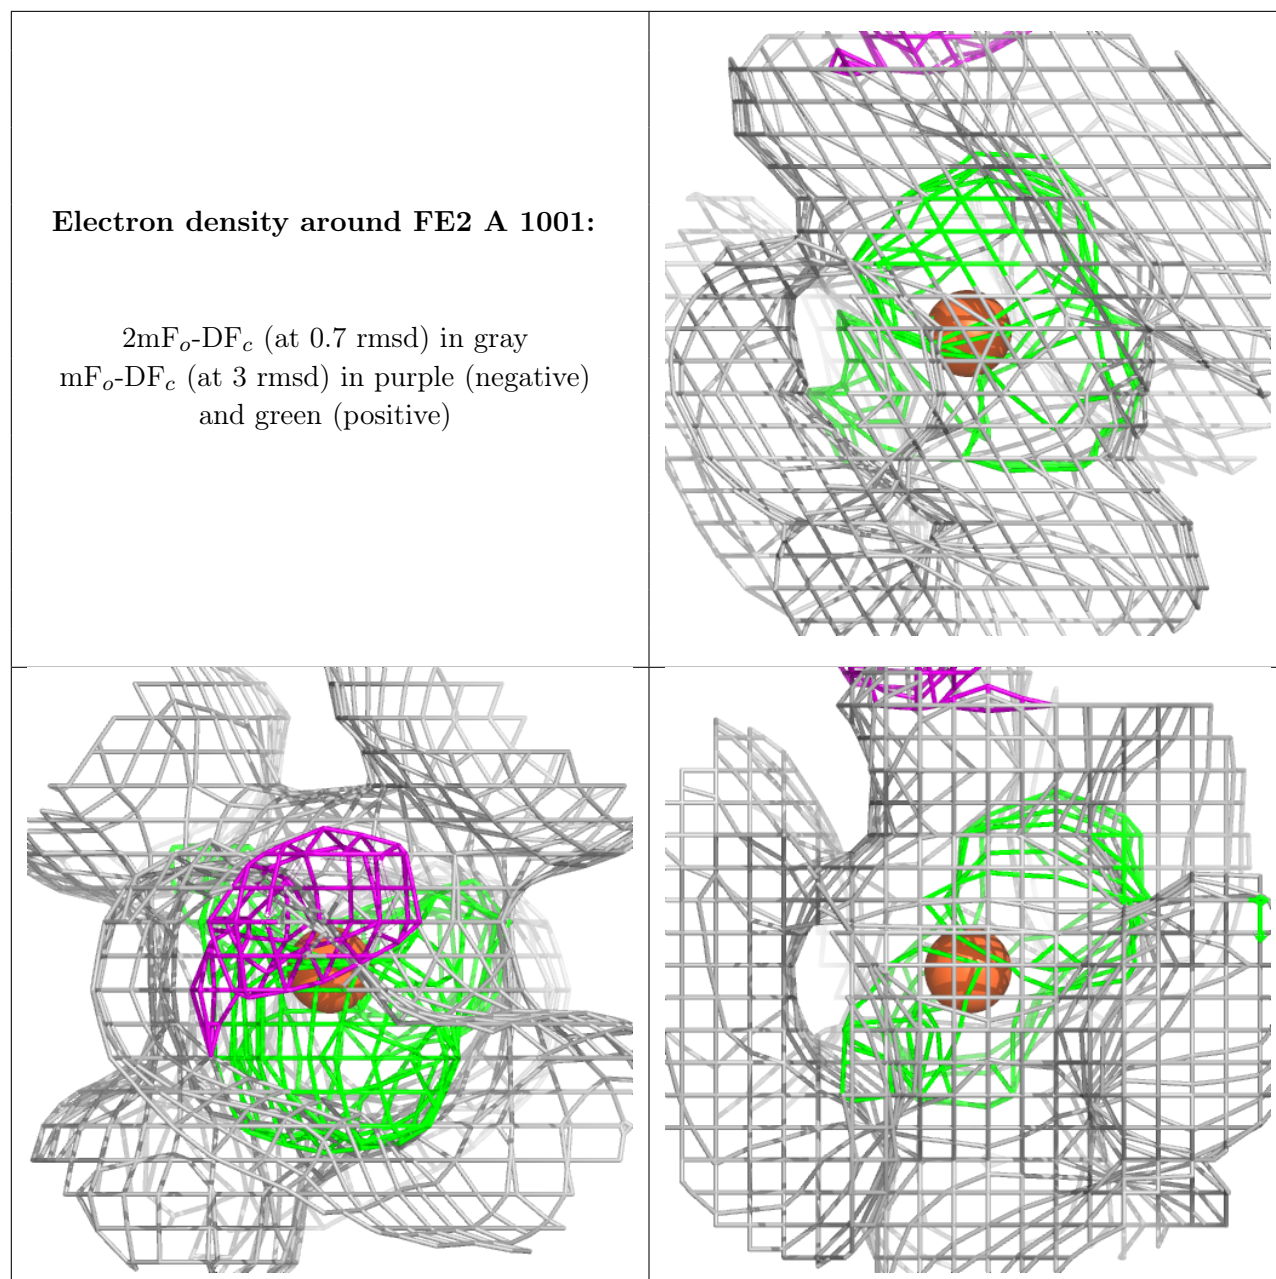 Electron density around FE2 A 1001:
2mFo-DFc (at 0.7 rmsd) in gray
mFo-DFc (at 3 rmsd) in purple (negative)
and green (positive)